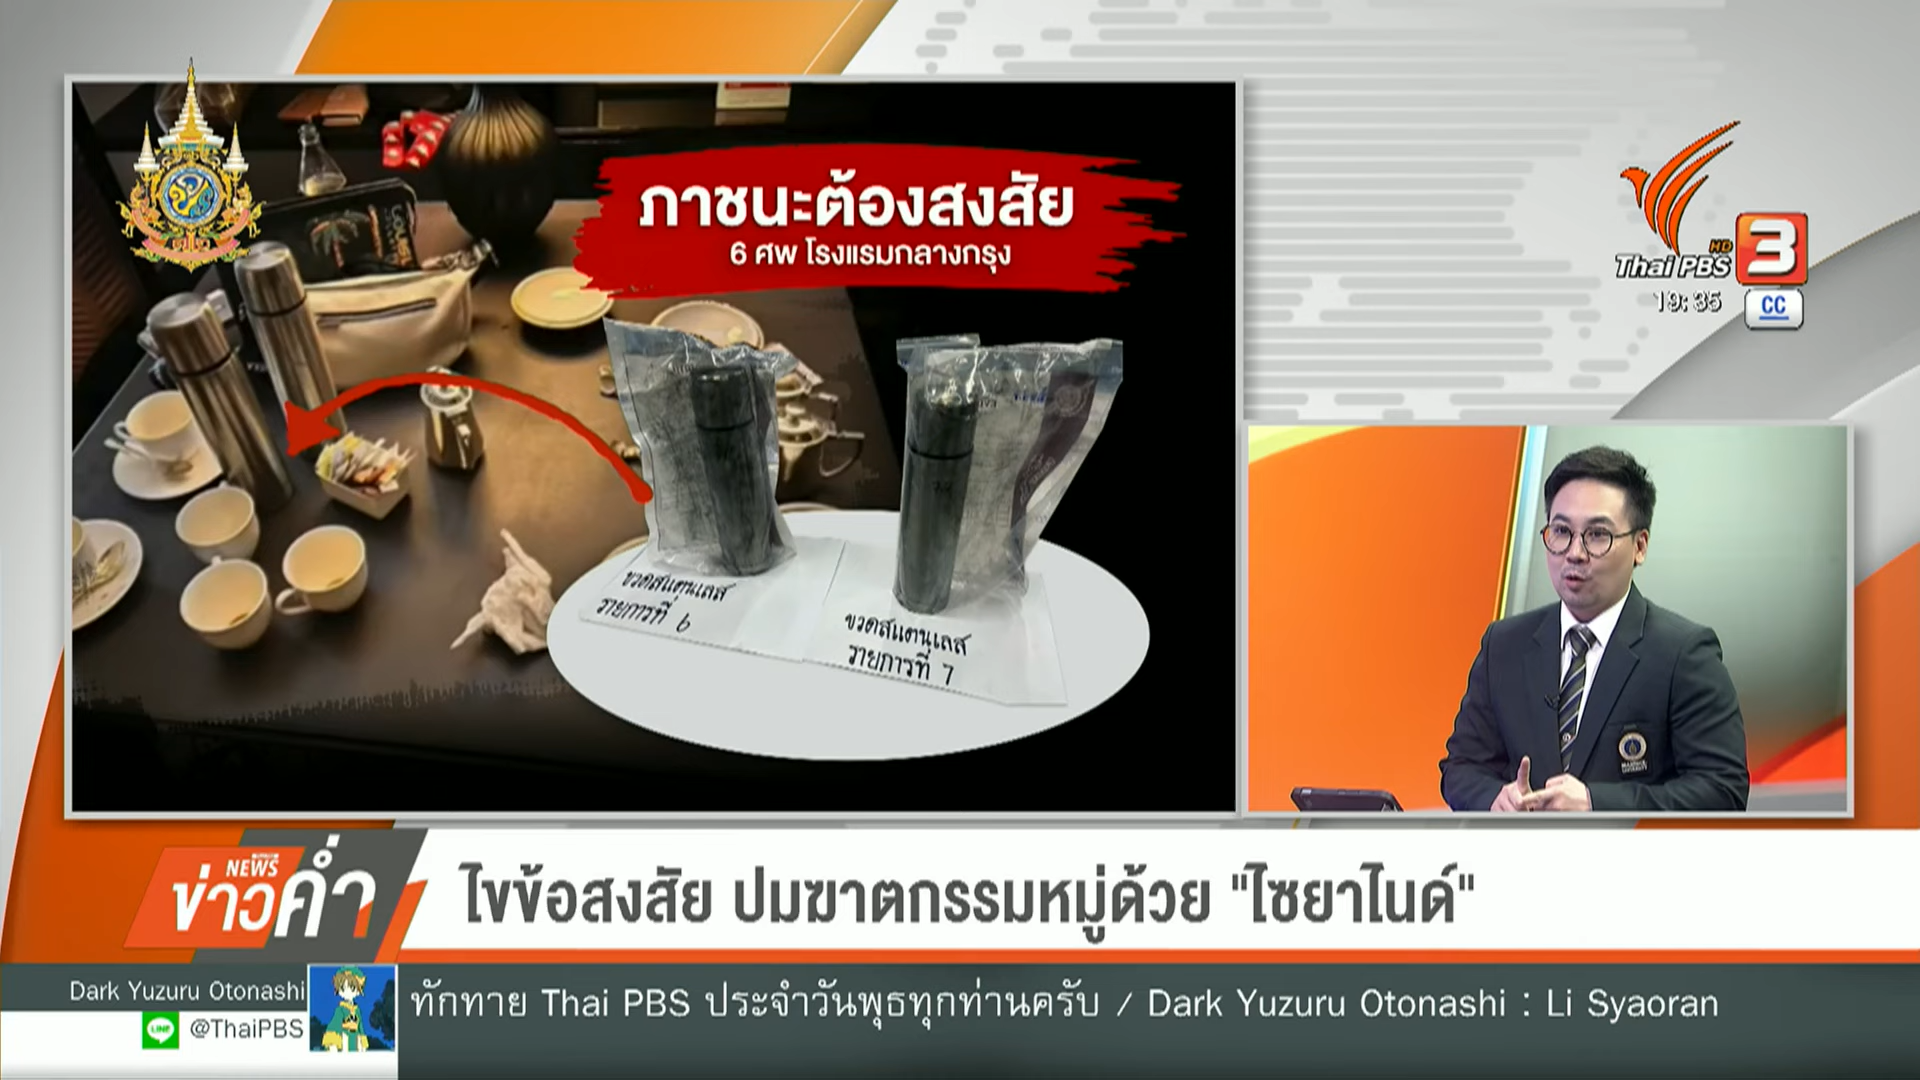 ภาชนะต้องสงสัย
6 ศพ โรงแรมกลางกรุง
ขวดสแตนเลส
รายการที่ 6
ขวดสแตนเลส
รายการที่ 7
HD
Thai PBS
3
19:35
CC
NEWS
ข่าวค่ำ
ไขข้อสงสัย ปมฆาตกรรมหมู่ด้วย "ไซยาไนด์"
Dark Yuzuru Otonashi
LINE
@ThaiPBS
ทักทาย Thai PBS ประจำวันพุธทุกท่านครับ / Dark Yuzuru Otonashi : Li Syaoran